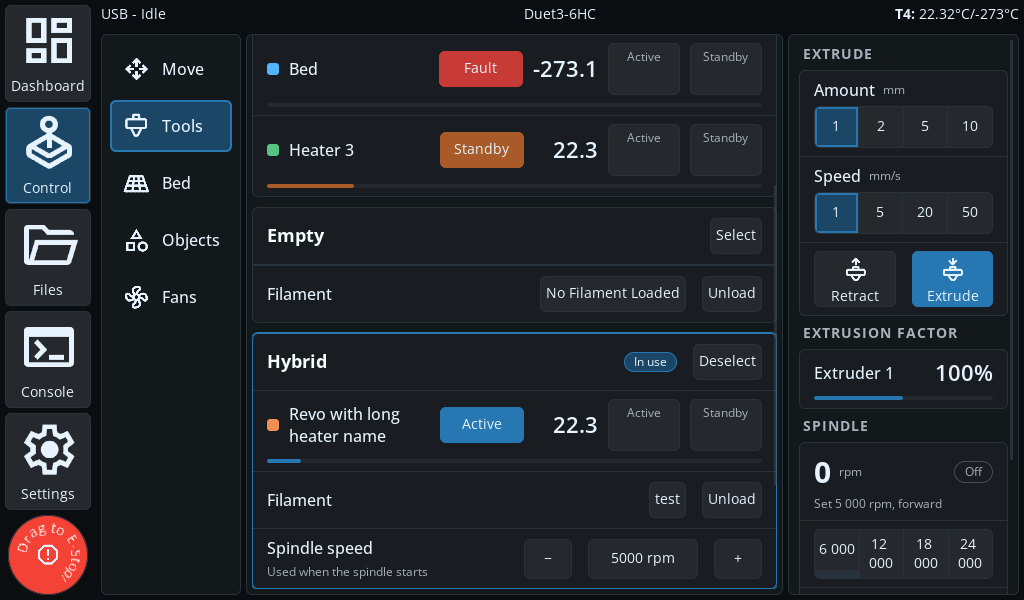 USB - Idle
Duet3-6HC
T4: 22.32°C/-273°C
Dashboard
Control
Files
Console
Settings
Drag to E-Stop!
Move
Tools
Bed
Objects
Fans
Bed
Fault
-273.1
Active
Standby
Heater 3
Standby
22.3
Active
Standby
Empty
Select
Filament
No Filament Loaded
Unload
Hybrid
In use
Deselect
Revo with long
heater name
Active
22.3
Active
Standby
Filament
test
Unload
Spindle speed
Used when the spindle starts
−
5000 rpm
+
EXTRUDE
Amount mm
1
2
5
10
Speed mm/s
1
5
20
50
Retract
Extrude
EXTRUSION FACTOR
Extruder 1
100%
SPINDLE
0 rpm
Off
Set 5 000 rpm, forward
6 000
12
000
18
000
24
000